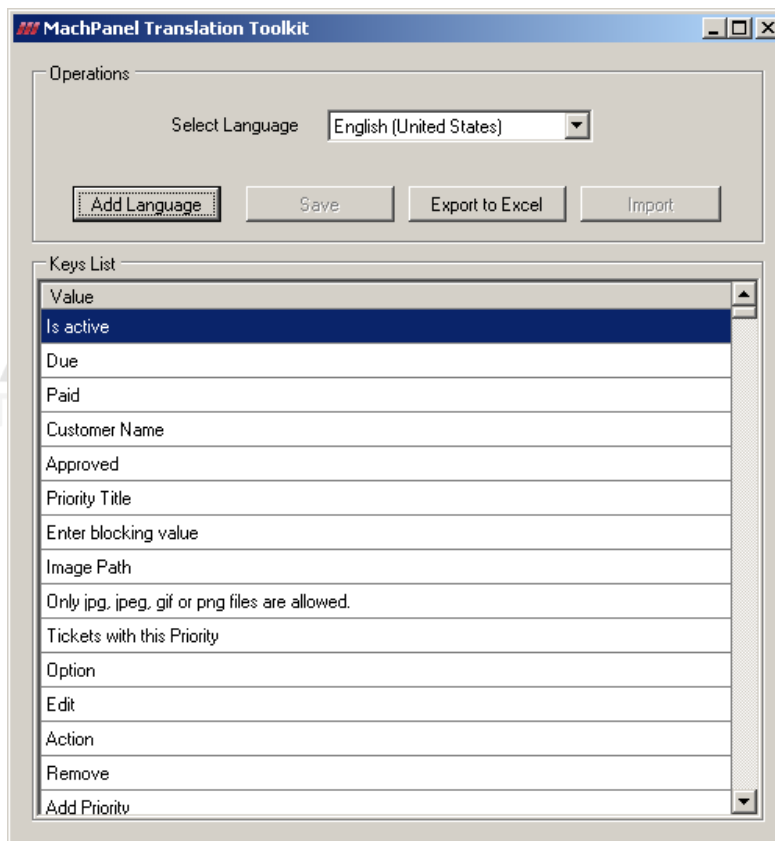 MachPanel Translation Toolkit
Operations
Select Language English (United States)
Add Language Save Export to Excel Import
Keys List
Value
Is active
Due
Paid
Customer Name
Approved
Priority Title
Enter blocking value
Image Path
Only jpg, jpeg, gif or png files are allowed.
Tickets with this Priority
Option
Edit
Action
Remove
Add Priority